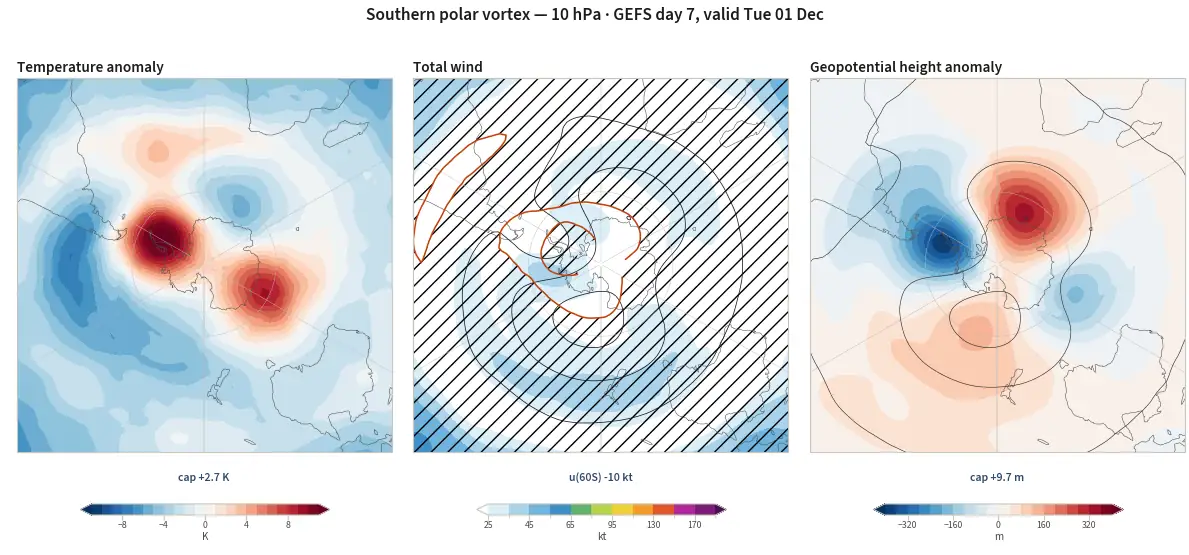 Southern polar vortex — 10 hPa · GEFS day 7, valid Tue 01 Dec
Temperature anomaly
Total wind
Geopotential height anomaly
cap +2.7 K
u(60S) -10 kt
cap +9.7 m
−8 −4 0 4 8
K
25 45 65 95 130 170
kt
−320 −160 0 160 320
m